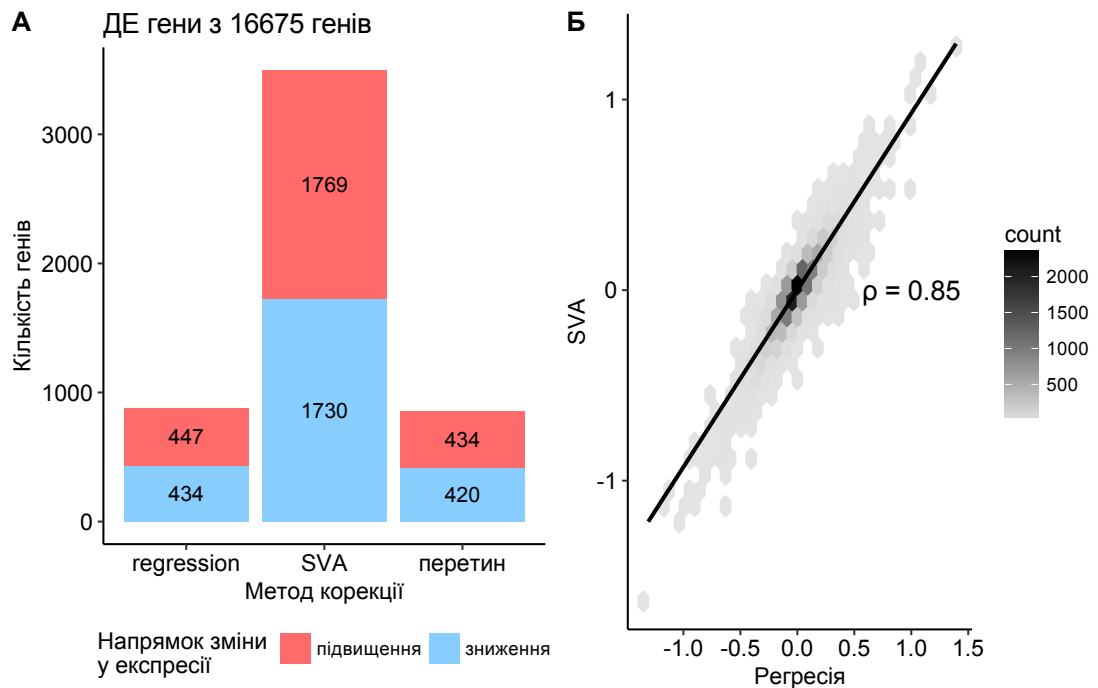 А
ДЕ гени з 16675 генів
Кількість генів
3000
2000
1000
0
1769
1730
447
434
434
420
regression
SVA
перетин
Метод корекції
Напрямок зміни
у експресії
підвищення
зниження
Б
SVA
1
0
-1
ρ = 0.85
-1.0
-0.5
0.0
0.5
1.0
1.5
Регресія
count
2000
1500
1000
500